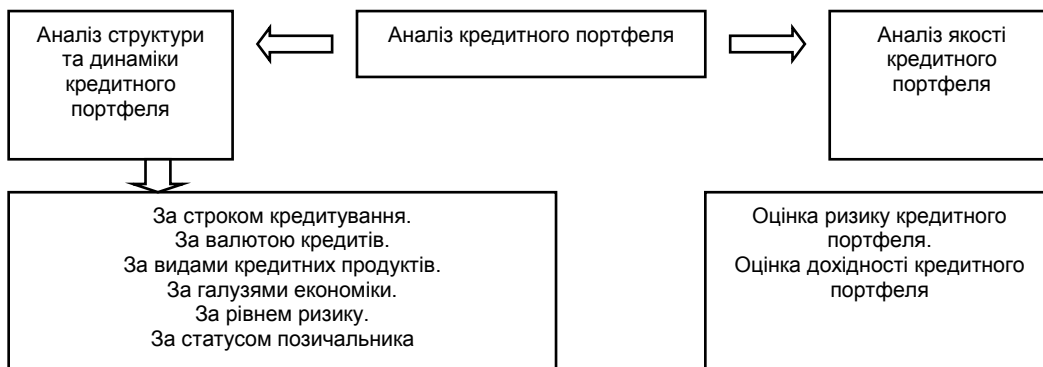 Аналіз структури
та динаміки
кредитного
портфеля
Аналіз кредитного портфеля
Аналіз якості
кредитного
портфеля
За строком кредитування.
За валютою кредитів.
За видами кредитних продуктів.
За галузями економіки.
За рівнем ризику.
За статусом позичальника
Оцінка ризику кредитного
портфеля.
Оцінка дохідності кредитного
портфеля